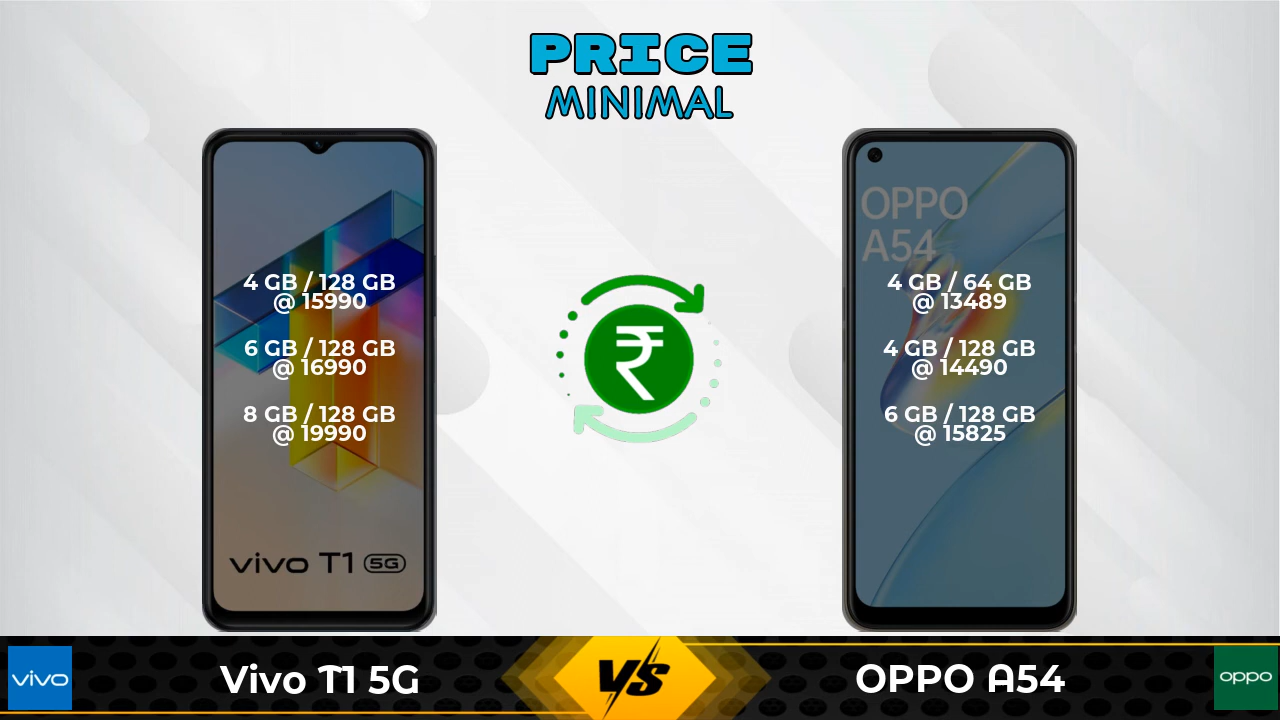 PRICE
MINIMAL
4 GB / 128 GB
@ 15990
6 GB / 128 GB
@ 16990
8 GB / 128 GB
@ 19990
vivo T1 5G
₹
OPPO
A54
4 GB / 64 GB
@ 13489
4 GB / 128 GB
@ 14490
6 GB / 128 GB
@ 15825
vivo
Vivo T1 5G
VS
OPPO A54
oppo